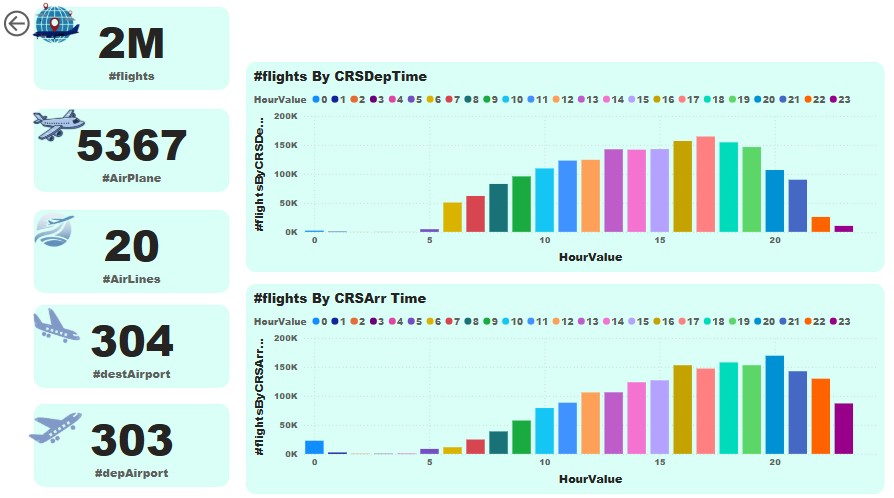 2M
#flights
5367
#AirPlane
20
#AirLines
304
#destAirport
303
#depAirport
#flights By CRSDepTime
HourValue 0 1 2 3 4 5 6 7 8 9 10 11 12 13 14 15 16 17 18 19 20 21 22 23
#flightsByCRSDe...
200K
150K
100K
50K
0K
0 5 10 15 20
HourValue
#flights By CRSArr Time
HourValue 0 1 2 3 4 5 6 7 8 9 10 11 12 13 14 15 16 17 18 19 20 21 22 23
#flightsByCRSArr...
200K
150K
100K
50K
0K
0 5 10 15 20
HourValue